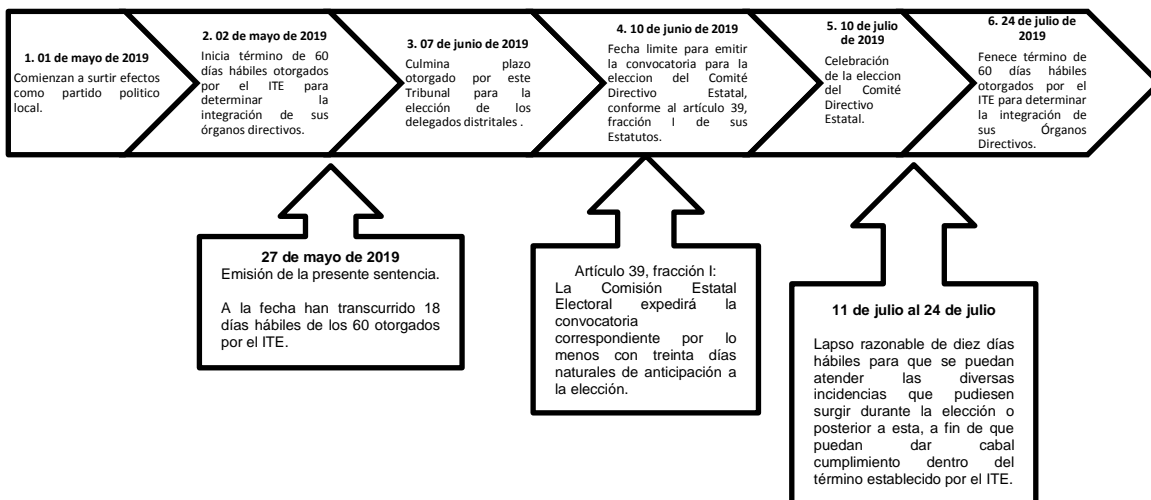 1. 01 de mayo de 2019
Comienzan a surtir efectos
como partido politico
local.
2. 02 de mayo de 2019
Inicia término de 60
días hábiles otorgados
por el ITE para
determinar la
integración de sus
órganos directivos.
3. 07 de junio de 2019
Culmina plazo
otorgado por este
Tribunal para la
elección de los
delegados distritales .
4. 10 de junio de 2019
Fecha limite para emitir
la convocatoria para la
eleccion del Comité
Directivo Estatal,
conforme al artículo 39,
fracción I de sus
Estatutos.
5. 10 de julio
de 2019
Celebración
de la eleccion
del Comité
Directivo
Estatal.
6. 24 de julio de
2019
Fenece término de
60 días hábiles
otorgados por el
ITE para determinar
la integración de
sus Órganos
Directivos.
27 de mayo de 2019
Emisión de la presente sentencia.
A la fecha han transcurrido 18
días hábiles de los 60 otorgados
por el ITE.
Artículo 39, fracción I:
La Comisión Estatal
Electoral expedirá la
convocatoria
correspondiente por lo
menos con treinta días
naturales de anticipación a
la elección.
11 de julio al 24 de julio
Lapso razonable de diez días
hábiles para que se puedan
atender las diversas
incidencias que pudiesen
surgir durante la elección o
posterior a esta, a fin de que
puedan dar cabal
cumplimiento dentro del
término establecido por el ITE.